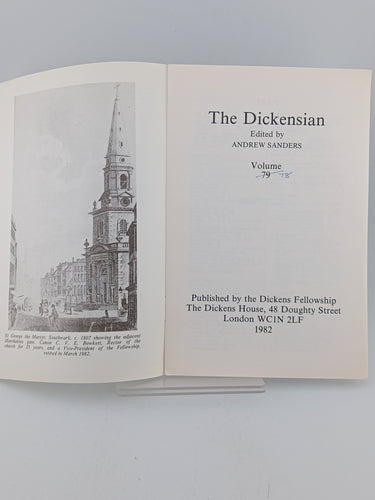 St George the Martyr, Southwark, c. 1807 showing the adjacent
Marshalsea gate. Canon C. F. E. Bowkett, Rector of the
church for 21 years, and a Vice-President of the Fellowship,
retired in March 1982.
The Dickensian
Edited by
ANDREW SANDERS
Volume
79 78
Published by the Dickens Fellowship
The Dickens House, 48 Doughty Street
London WC1N 2LF
1982